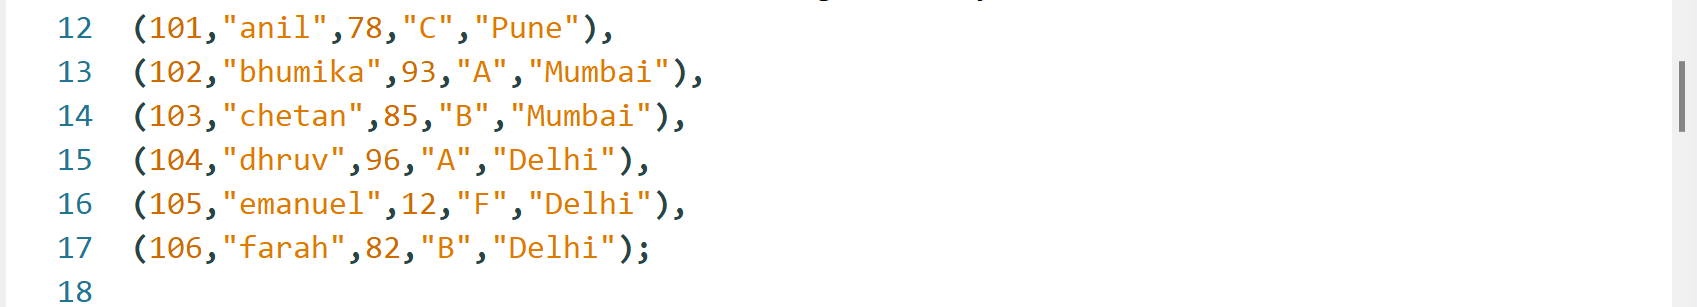 12 (101,"anil",78,"C","Pune"),
13 (102,"bhumika",93,"A","Mumbai"),
14 (103,"chetan",85,"B","Mumbai"),
15 (104,"dhruv",96,"A","Delhi"),
16 (105,"emanuel",12,"F","Delhi"),
17 (106,"farah",82,"B","Delhi");
18